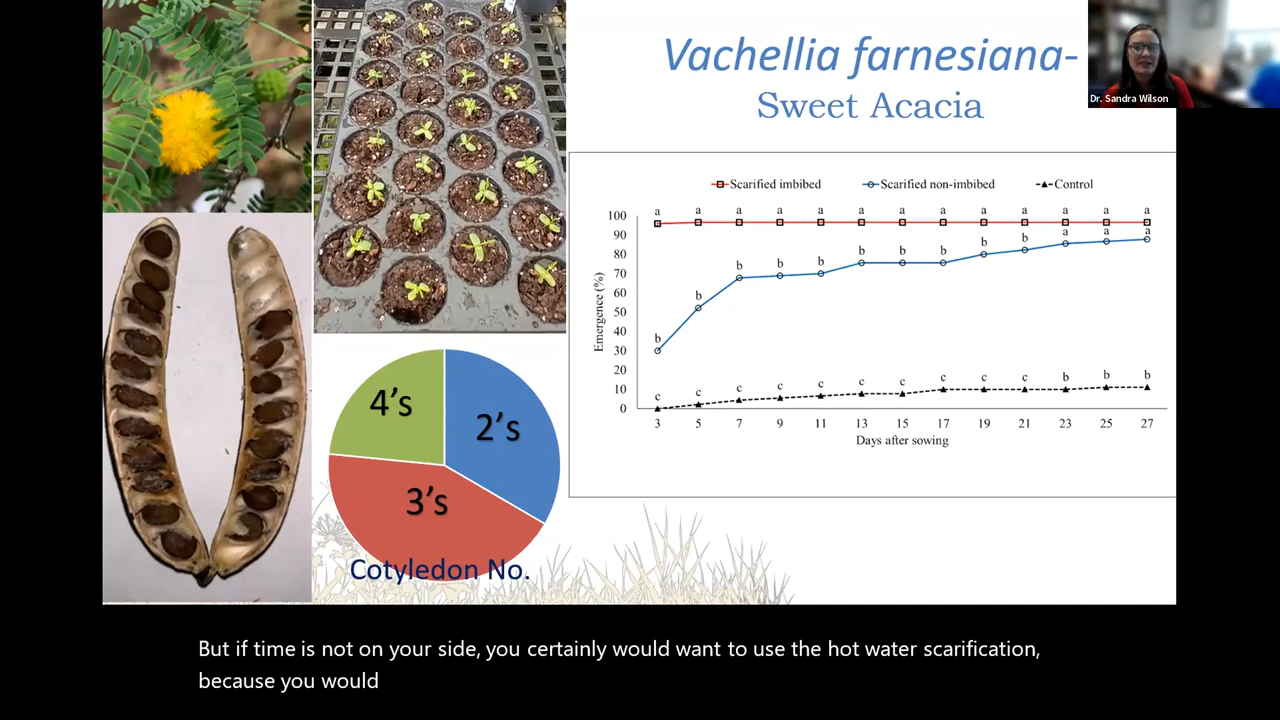 Vachellia farnesiana-
Sweet Acacia
Dr. Sandra Wilson
Scarified imbibed
Scarified non-imbibed
Control
Emergence (%)
100
90
80
70
60
50
40
30
20
10
0
a a a a a a a a a a a a a
b b b b b b b b b b a a a
c c c c c c c c c c b b b
3 5 7 9 11 13 15 17 19 21 23 25 27
Days after sowing
4's
2's
3's
Cotyledon No.
But if time is not on your side, you certainly would want to use the hot water scarification,
because you would